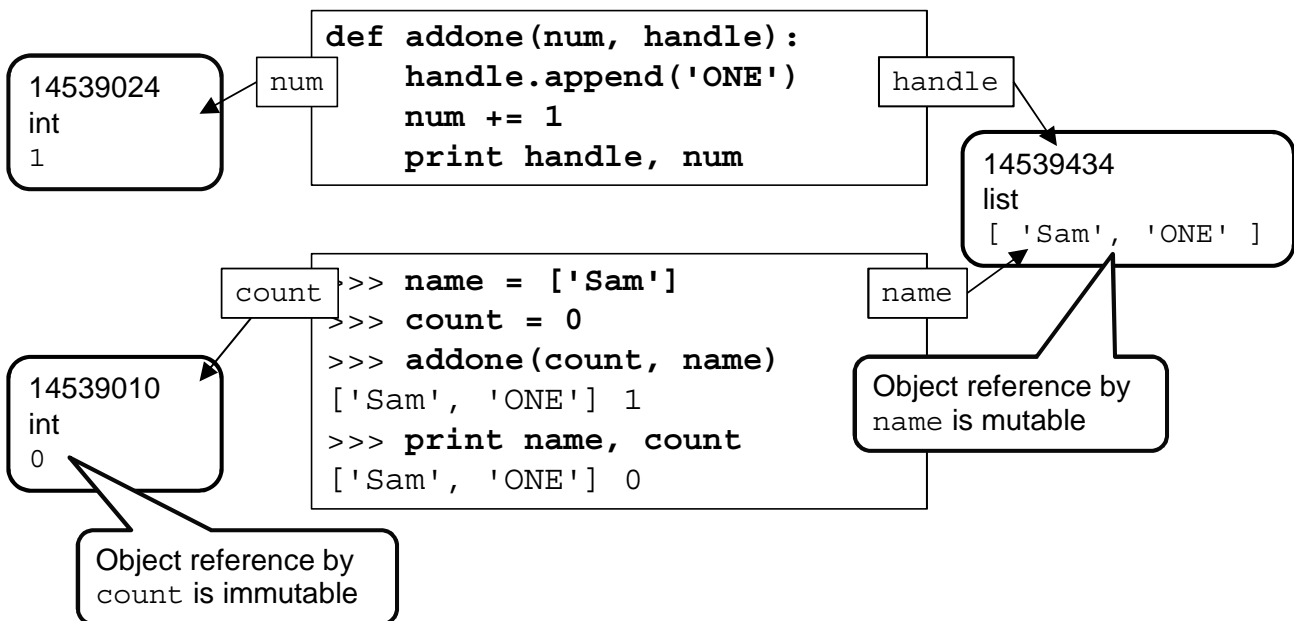 def addone(num, handle):
handle.append('ONE')
num += 1
print handle, num
num
handle
14539024
int
1
14539434
list
[ 'Sam', 'ONE' ]
>>> name = ['Sam']
>>> count = 0
>>> addone(count, name)
['Sam', 'ONE'] 1
>>> print name, count
['Sam', 'ONE'] 0
count
name
14539010
int
0
Object reference by
name is mutable
Object reference by
count is immutable